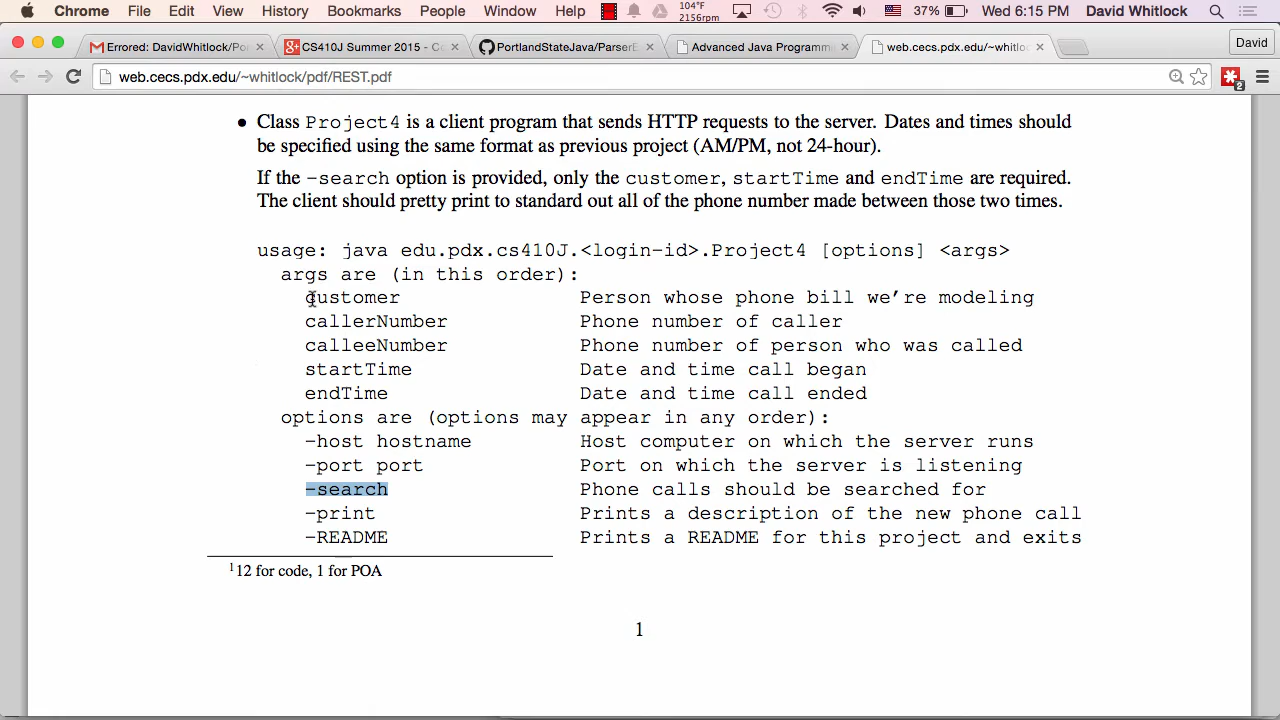 Chrome File Edit View History Bookmarks People Window Help 104°F 2156rpm 37% Wed 6:15 PM David Whitlock
Errored: DavidWhitlock/Po CS410J Summer 2015 - Co PortlandStateJava/ParserE Advanced Java Programme web.cecs.pdx.edu/~whitloc David
web.cecs.pdx.edu/~whitlock/pdf/REST.pdf 2
• Class Project4 is a client program that sends HTTP requests to the server. Dates and times should
be specified using the same format as previous project (AM/PM, not 24-hour).
If the -search option is provided, only the customer, startTime and endTime are required.
The client should pretty print to standard out all of the phone number made between those two times.
usage: java edu.pdx.cs410J.<login-id>.Project4 [options] <args>
args are (in this order):
customer Person whose phone bill we're modeling
callerNumber Phone number of caller
calleeNumber Phone number of person who was called
startTime Date and time call began
endTime Date and time call ended
options are (options may appear in any order):
-host hostname Host computer on which the server runs
-port port Port on which the server is listening
-search Phone calls should be searched for
-print Prints a description of the new phone call
-README Prints a README for this project and exits
1 12 for code, 1 for POA
1